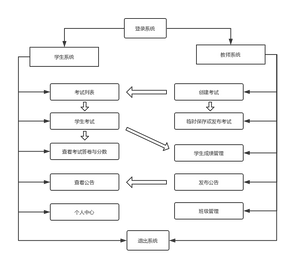 登录系统
学生系统
教师系统
考试列表
创建考试
学生考试
临时保存或发布考试
查看考试答卷与分数
学生成绩管理
查看公告
发布公告
个人中心
班级管理
退出系统